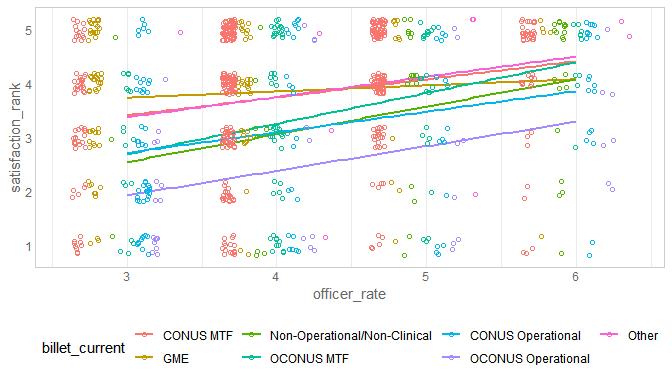 5
4
3
2
1
satisfaction_rank
3 4 5 6
officer_rate
billet_current
CONUS MTF Non-Operational/Non-Clinical CONUS Operational Other
GME OCONUS MTF OCONUS Operational